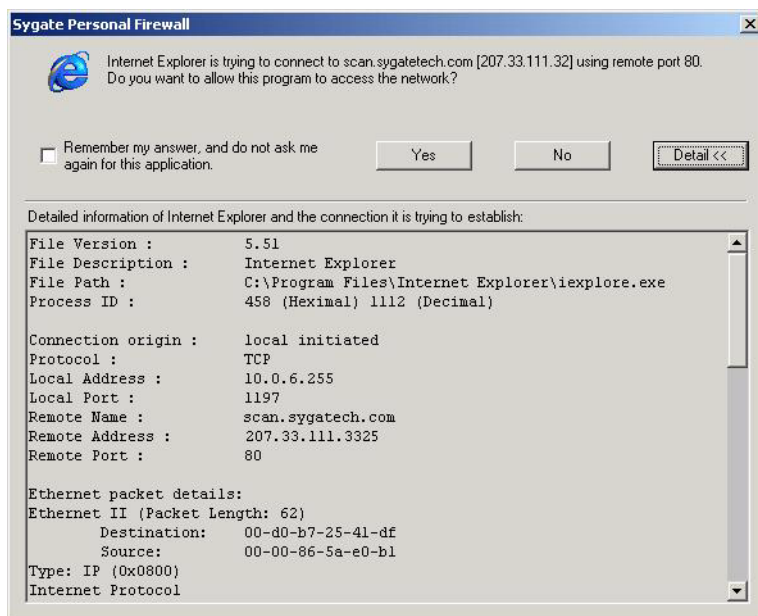 Sygate Personal Firewall
Internet Explorer is trying to connect to scan.sygatetech.com [207.33.111.32] using remote port 80.
Do you want to allow this program to access the network?
Remember my answer, and do not ask me
again for this application.
Yes
No
Detail <<
Detailed information of Internet Explorer and the connection it is trying to establish:
File Version : 5.51
File Description : Internet Explorer
File Path : C:\Program Files\Internet Explorer\iexplore.exe
Process ID : 458 (Heximal) 1112 (Decimal)
Connection origin : local initiated
Protocol : TCP
Local Address : 10.0.6.255
Local Port : 1197
Remote Name : scan.sygatech.com
Remote Address : 207.33.111.3325
Remote Port : 80
Ethernet packet details:
Ethernet II (Packet Length: 62)
Destination: 00-d0-b7-25-41-df
Source: 00-00-86-5a-e0-b1
Type: IP (0x0800)
Internet Protocol